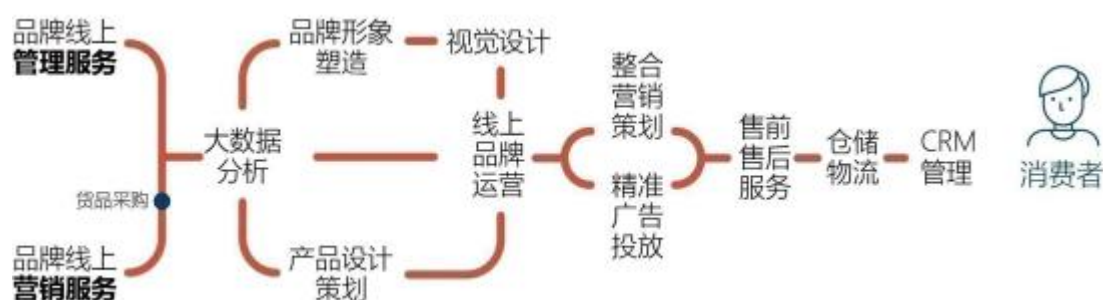 品牌线上
管理服务
货品采购
品牌线上
营销服务
大数据
分析
品牌形象
塑造
视觉设计
产品设计
策划
线上
品牌
运营
整合
营销
策划
精准
广告
投放
售前
售后
服务
仓储
物流
CRM
管理
消费者